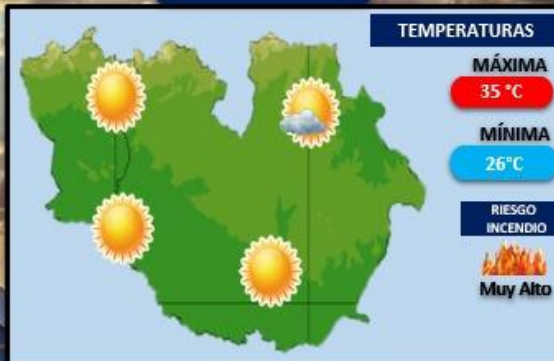 TEMPERATURAS
MÁXIMA
35 °C
MÍNIMA
26°C
RIESGO
INCENDIO
Muy Alto